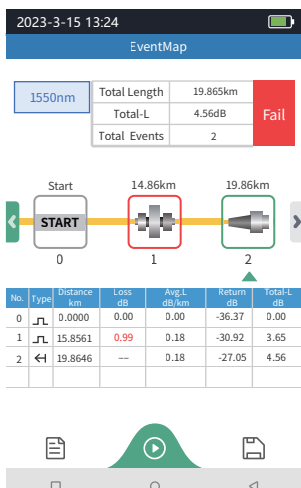 2023-3-15 13:24
EventMap
1550nm
Total Length 19.865km
Total-L 4.56dB
Total Events 2
Fail
Start 14.86km 19.86km
START
0 1 2
No. Type Distance km Loss dB Avg.L dB/km Return dB Total-L dB
0 0.0000 0.00 0.00 -36.37 0.00
1 15.8561 0.99 0.18 -30.92 3.65
2 19.8646 -- 0.18 -27.05 4.56